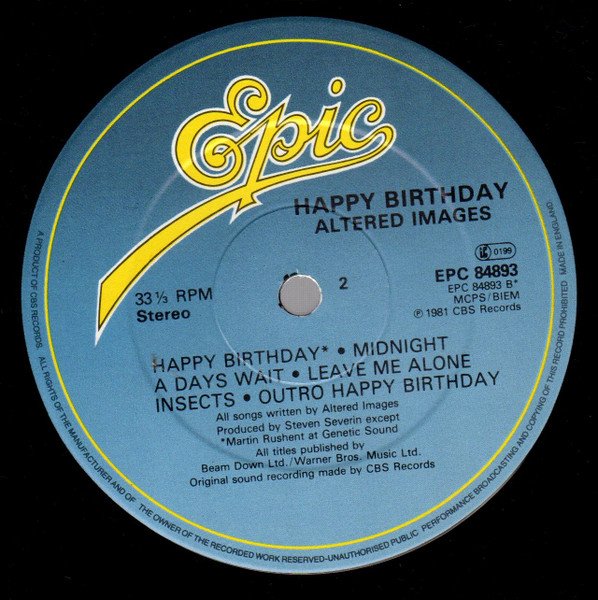 Epic
HAPPY BIRTHDAY
ALTERED IMAGES
0199
EPC 84893
EPC 84893 B*
MCPS/BIEM
℗ 1981 CBS Records
33 ⅓ RPM
Stereo
2
HAPPY BIRTHDAY* • MIDNIGHT
A DAYS WAIT • LEAVE ME ALONE
INSECTS • OUTRO HAPPY BIRTHDAY
All songs written by Altered Images
Produced by Steven Severin except
*Martin Rushent at Genetic Sound
All titles published by
Beam Down Ltd./Warner Bros. Music Ltd.
Original sound recording made by CBS Records
A PRODUCT OF CBS RECORDS. ALL RIGHTS OF THE MANUFACTURER AND OF THE OWNER OF THE RECORDED WORK RESERVED-UNAUTHORISED PUBLIC PERFORMANCE BROADCASTING AND COPYING OF THIS RECORD PROHIBITED MADE IN ENGLAND